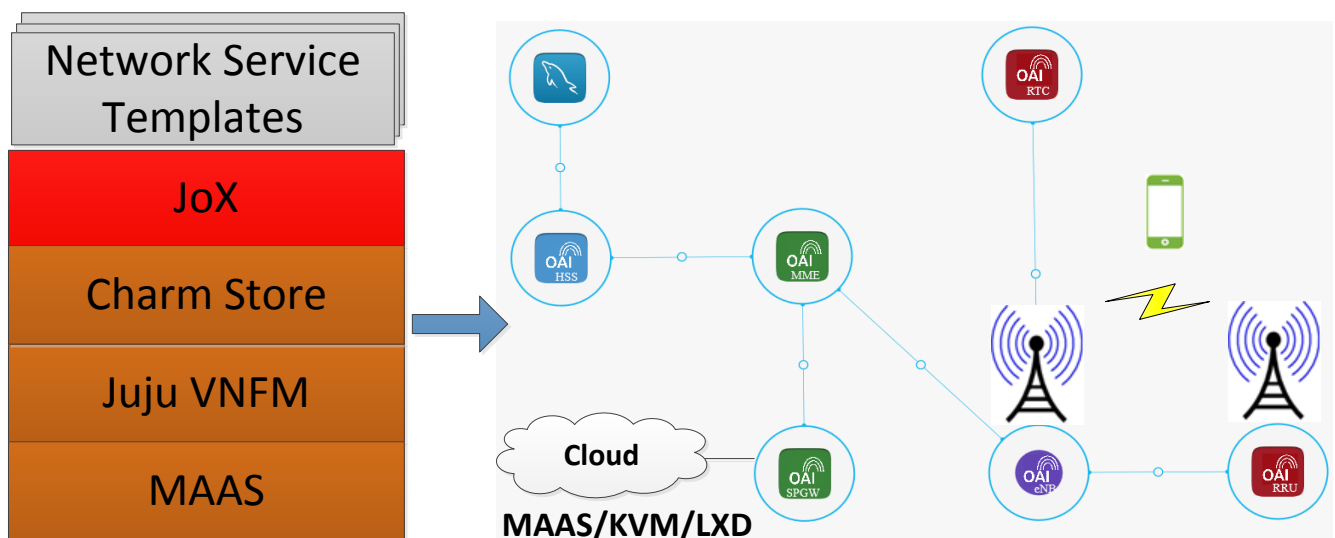 Network Service
Templates
JoX
Charm Store
Juju VNFM
MAAS
OAI
RTC
OAI
HSS
OAI
MME
Cloud
OAI
SPGW
OAI
eNB
OAI
RRU
MAAS/KVM/LXD